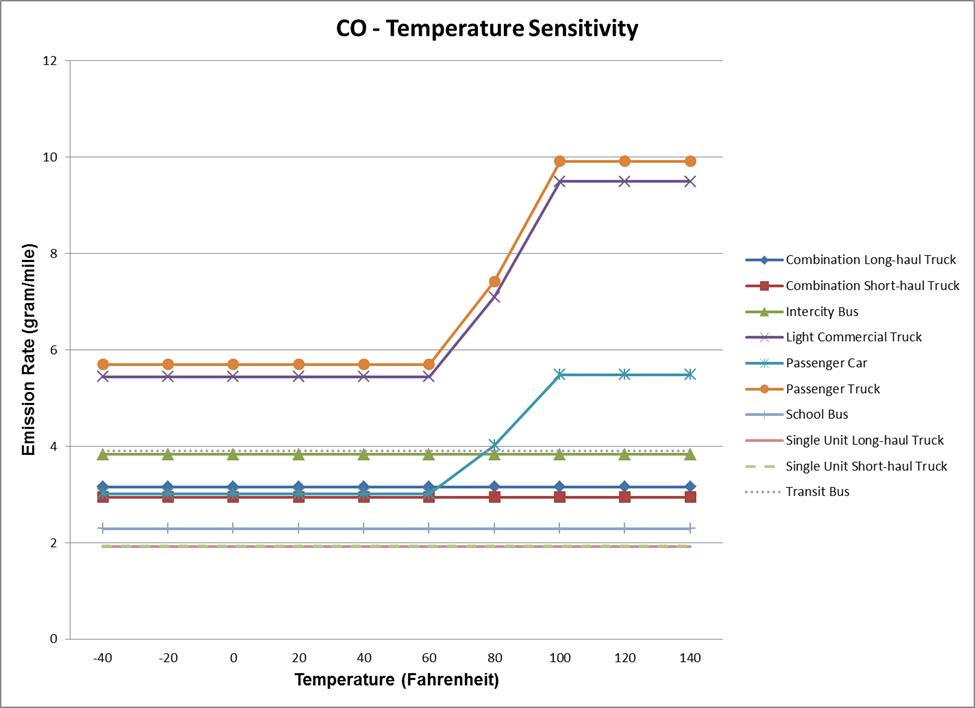 CO - Temperature Sensitivity
12
10
8
6
4
2
0
Emission Rate (gram/mile)
-40 -20 0 20 40 60 80 100 120 140
Temperature (Fahrenheit)
Combination Long-haul Truck
Combination Short-haul Truck
Intercity Bus
Light Commercial Truck
Passenger Car
Passenger Truck
School Bus
Single Unit Long-haul Truck
Single Unit Short-haul Truck
Transit Bus